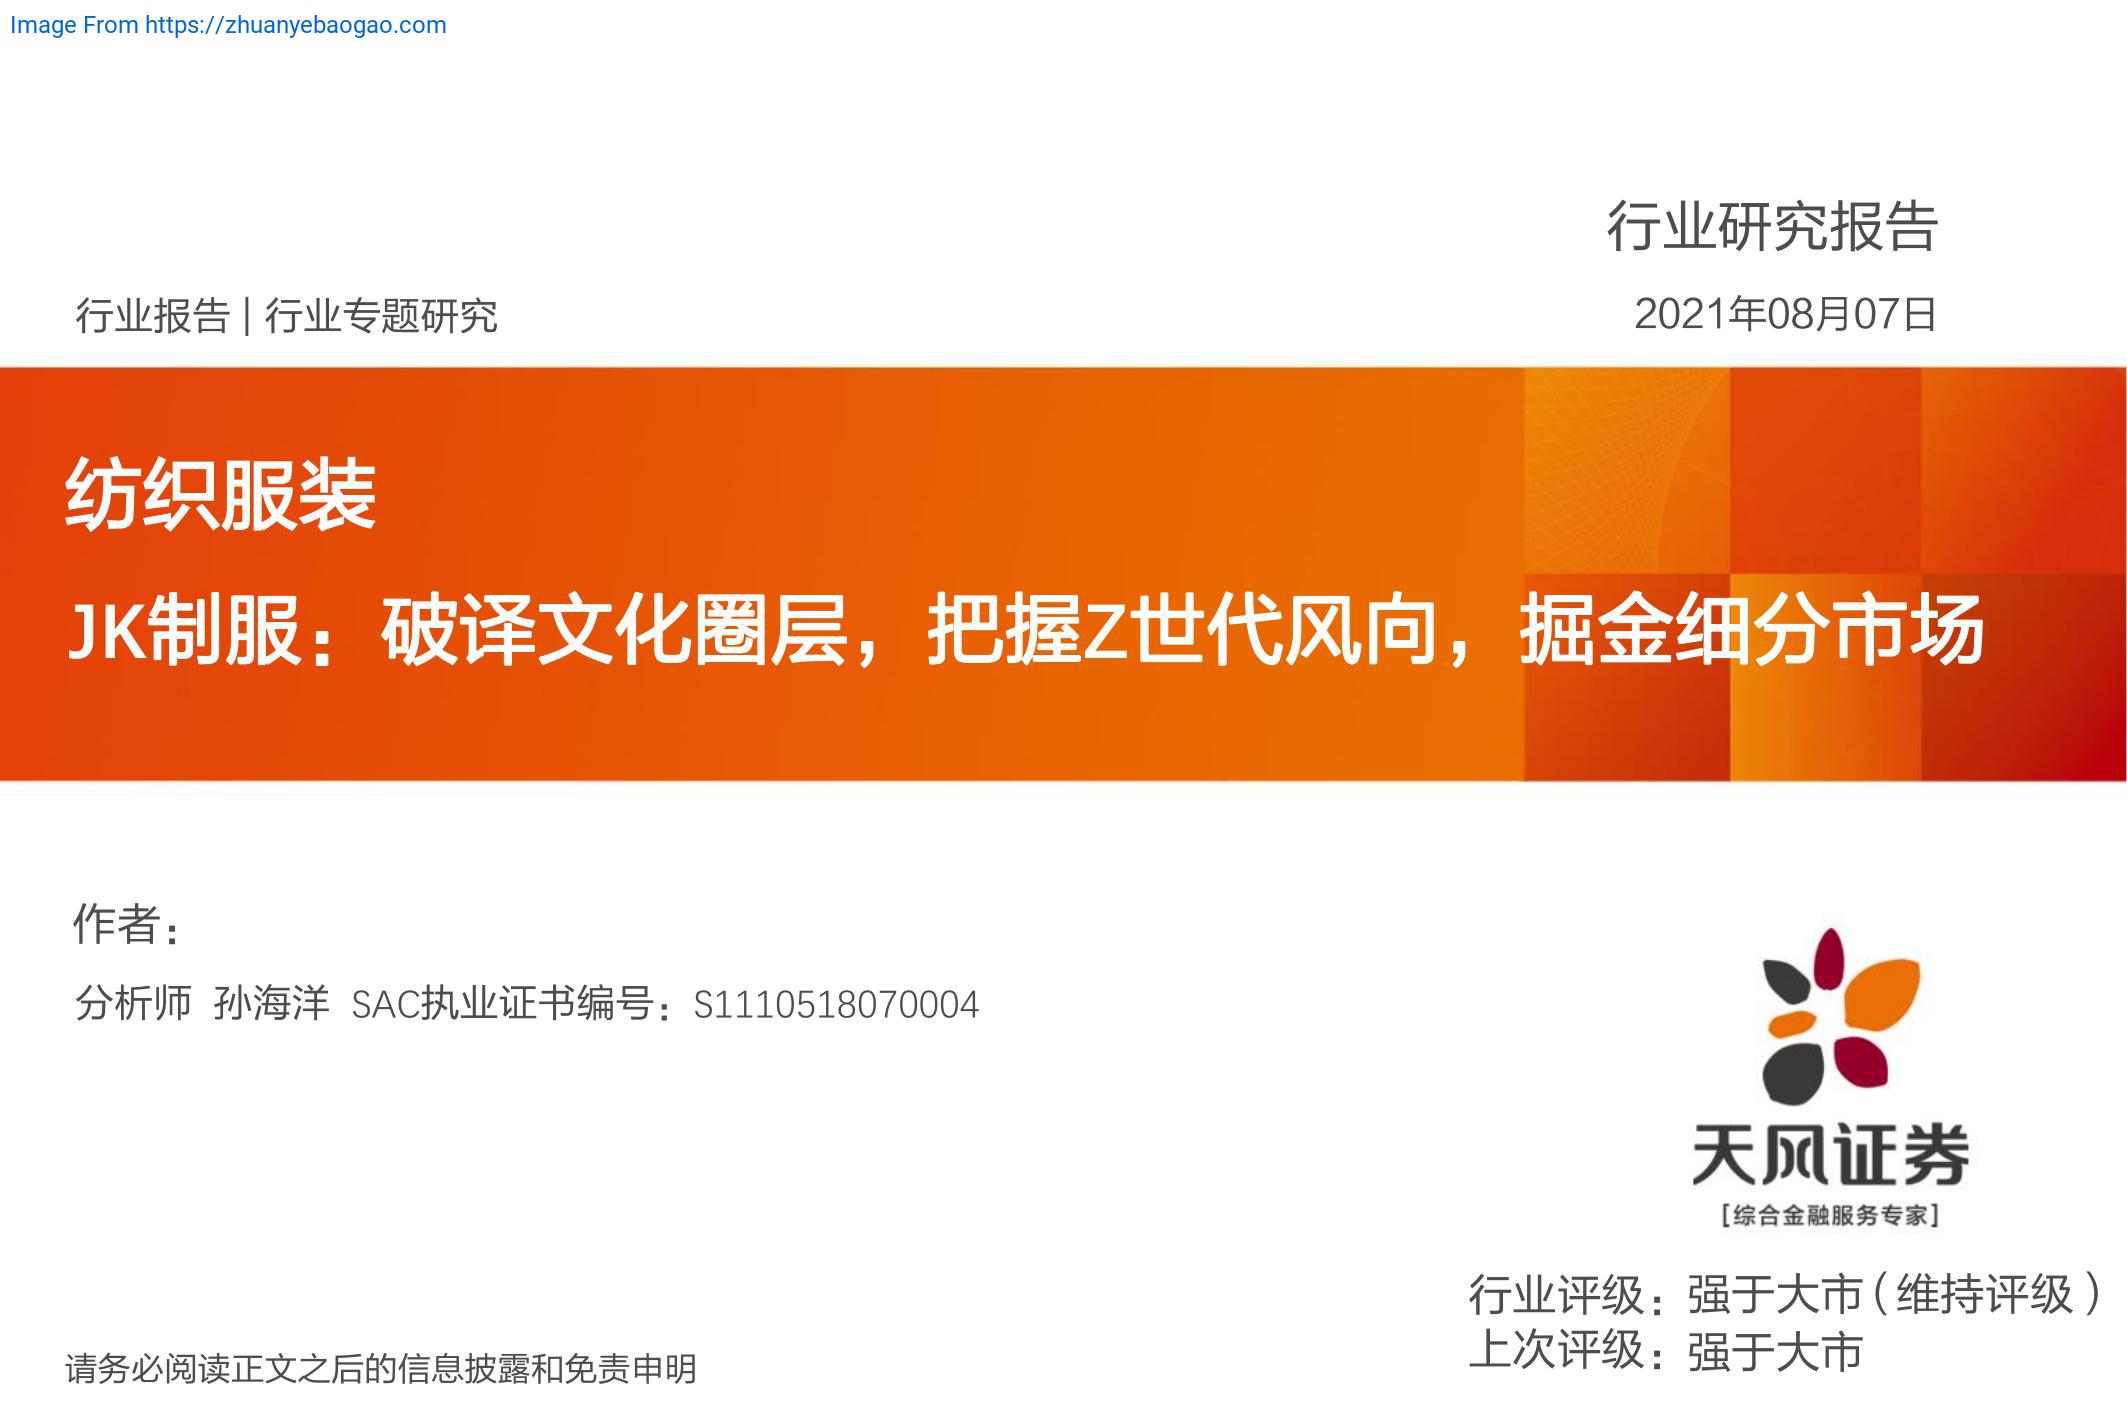 Image From https://zhuanyebaogao.com
行业研究报告
行业报告 | 行业专题研究
2021年08月07日
纺织服装
JK制服：破译文化圈层，把握Z世代风向，掘金细分市场
作者：
分析师 孙海洋 SAC执业证书编号：S1110518070004
天风证券
[综合金融服务专家]
行业评级：强于大市（维持评级）
上次评级：强于大市
请务必阅读正文之后的信息披露和免责申明